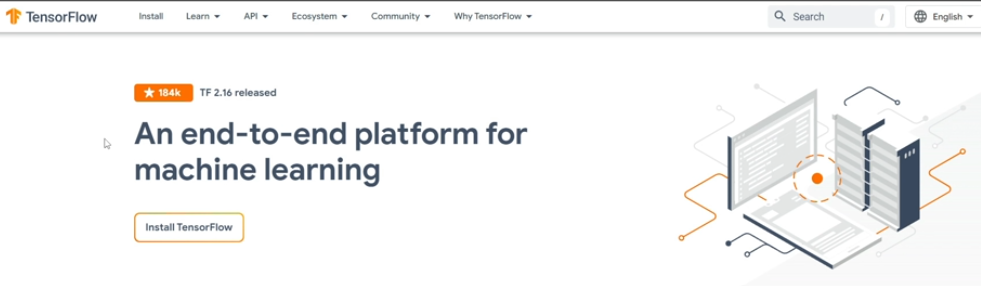 TensorFlow Install Learn API Ecosystem Community Why TensorFlow Search / English
184k TF 2.16 released
An end-to-end platform for
machine learning
Install TensorFlow